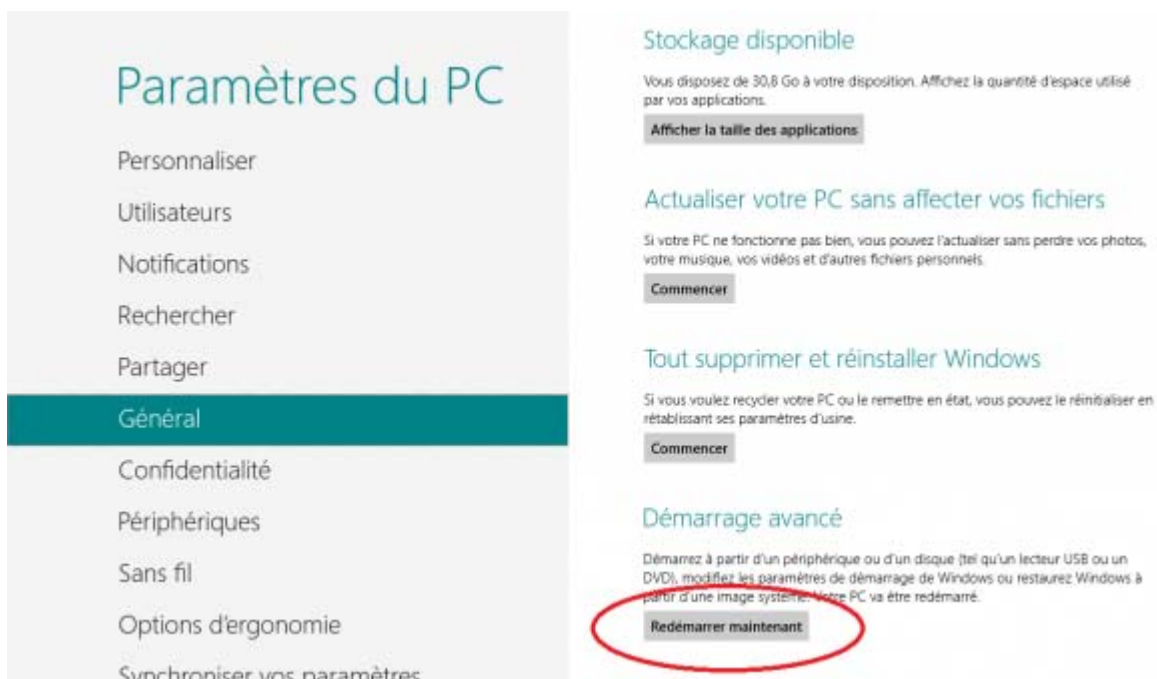 Paramètres du PC
Personnaliser
Utilisateurs
Notifications
Rechercher
Partager
Général
Confidentialité
Périphériques
Sans fil
Options d'ergonomie
Synchroniser vos paramètres
Stockage disponible
Vous disposez de 30,8 Go à votre disposition. Affichez la quantité d'espace utilisé
par vos applications.
Afficher la taille des applications
Actualiser votre PC sans affecter vos fichiers
Si votre PC ne fonctionne pas bien, vous pouvez l'actualiser sans perdre vos photos,
votre musique, vos vidéos et d'autres fichiers personnels.
Commencer
Tout supprimer et réinstaller Windows
Si vous voulez recycler votre PC ou le remettre en état, vous pouvez le réinitialiser en
rétablissant ses paramètres d'usine.
Commencer
Démarrage avancé
Démarrez à partir d'un périphérique ou d'un disque (tel qu'un lecteur USB ou un
DVD), modifiez les paramètres de démarrage de Windows ou restaurez Windows à
partir d'une image système. Votre PC va être redémarré.
Redémarrer maintenant